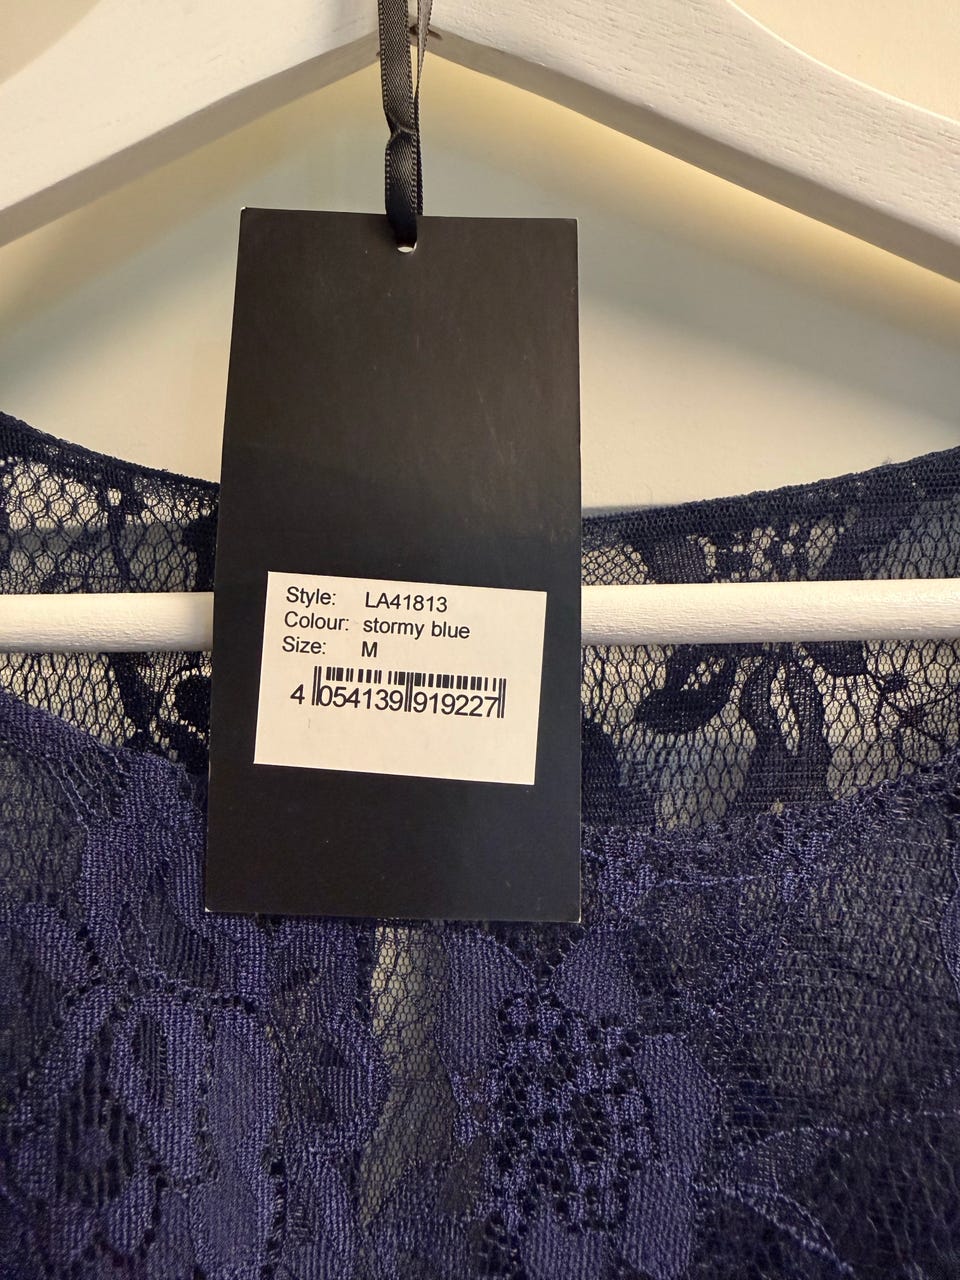 Style: LA41813
Colour: stormy blue
Size: M
4 054139 919227